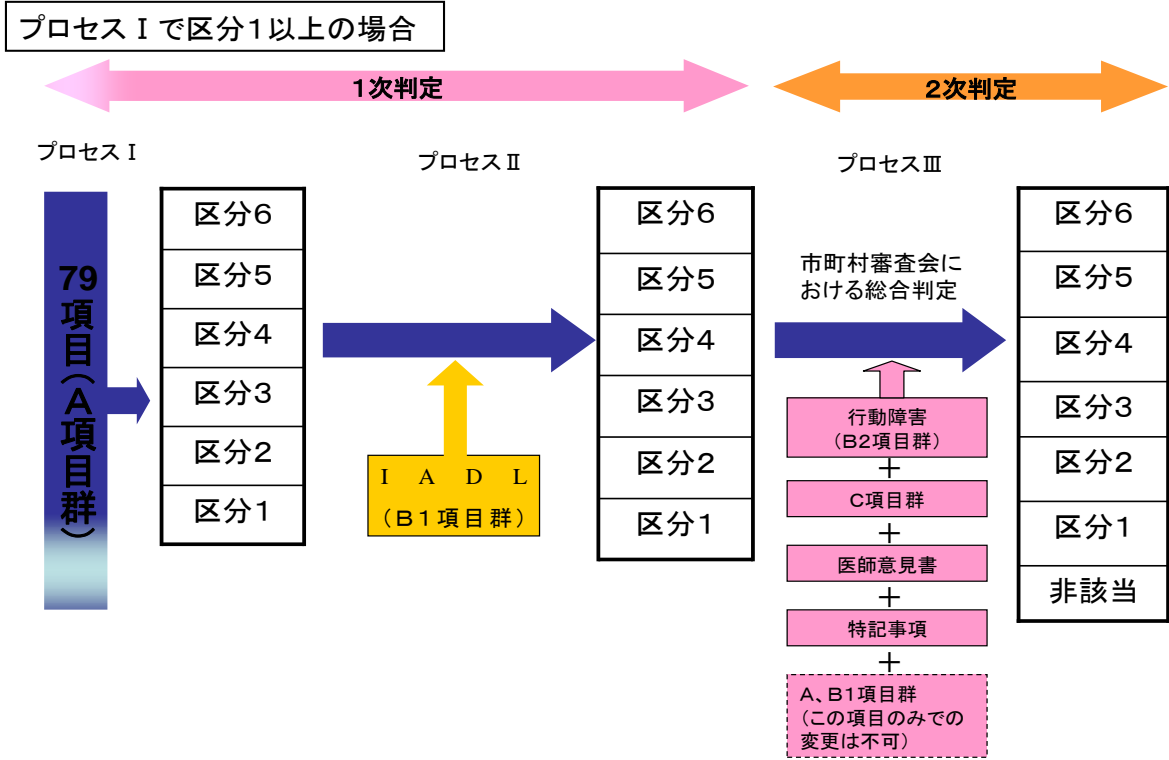 プロセスⅠで区分1以上の場合
1次判定
2次判定
プロセスⅠ
プロセスⅡ
プロセスⅢ
79項目(A項目群)
区分6
区分5
区分4
区分3
区分2
区分1
I A D L
(B1項目群)
区分6
区分5
区分4
区分3
区分2
区分1
市町村審査会に
おける総合判定
行動障害
(B2項目群)
+
C項目群
+
医師意見書
+
特記事項
+
A、B1項目群
(この項目のみでの
変更は不可)
区分6
区分5
区分4
区分3
区分2
区分1
非該当